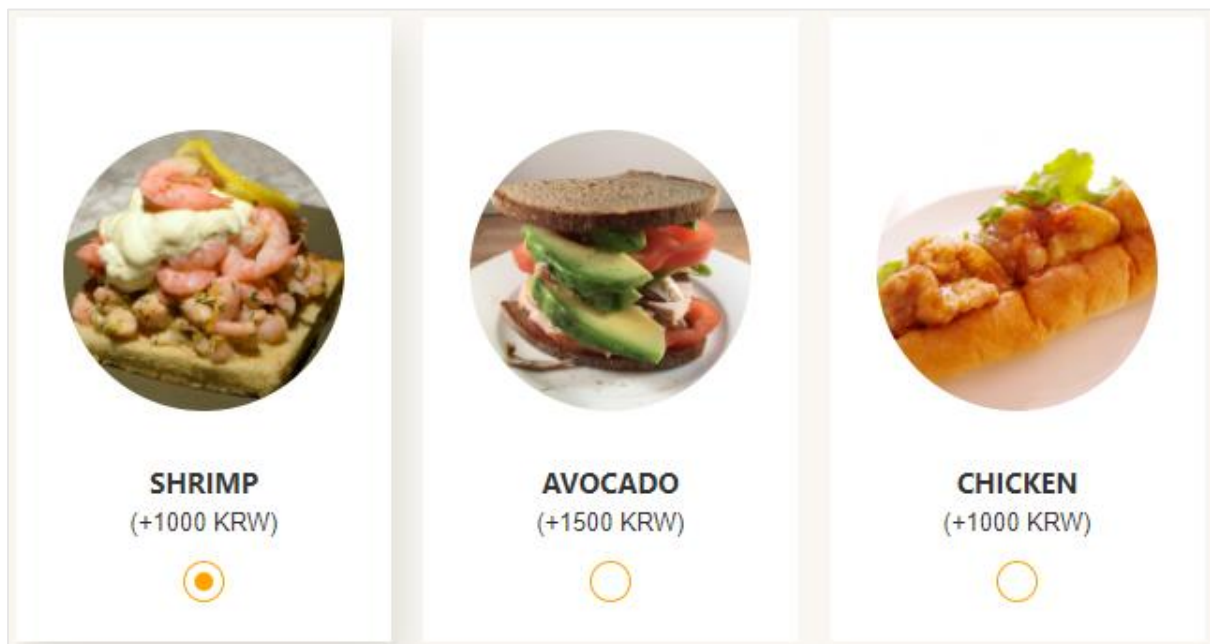 SHRIMP
(+1000 KRW)
AVOCADO
(+1500 KRW)
CHICKEN
(+1000 KRW)